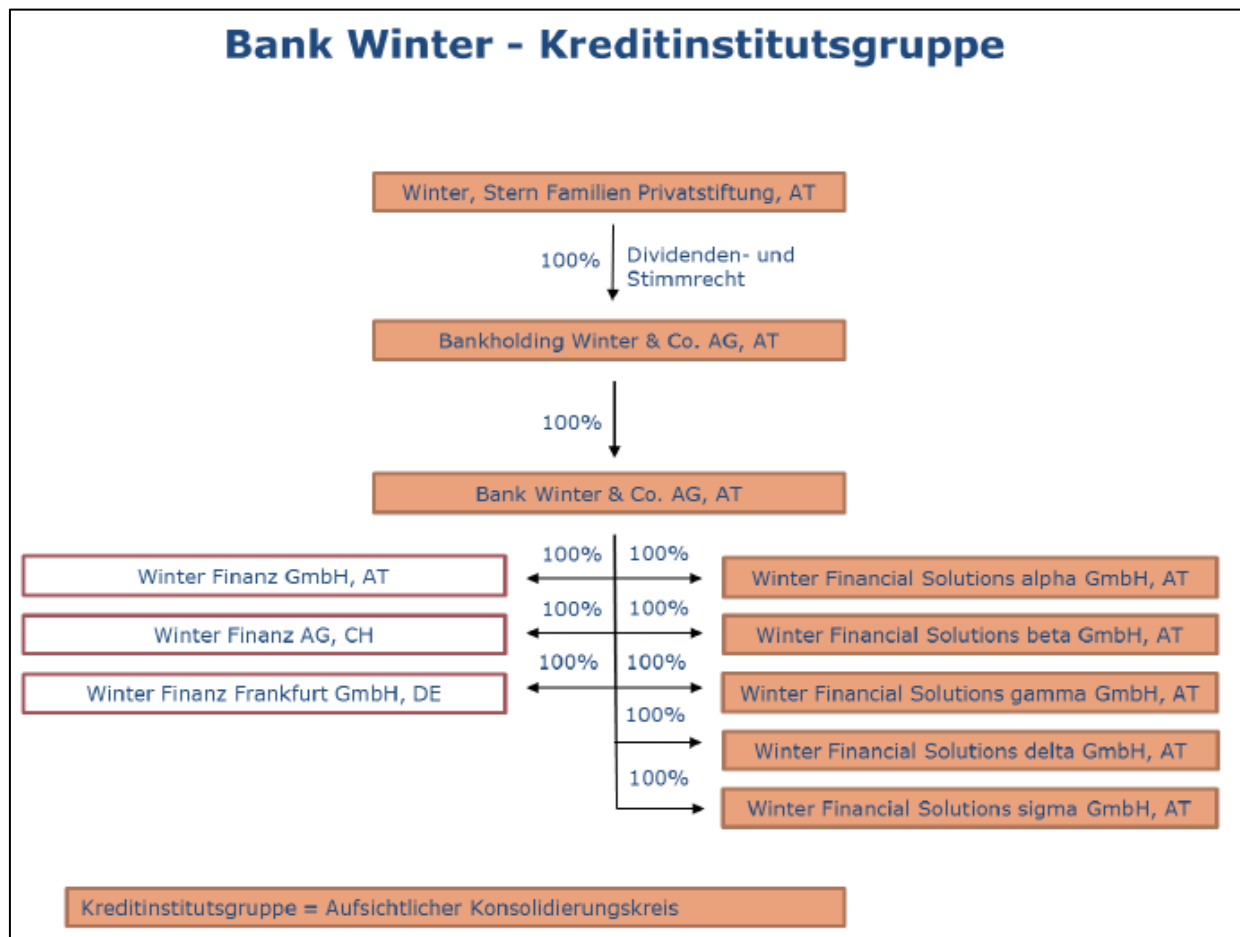 Bank Winter - Kreditinstitutsgruppe
Winter, Stern Familien Privatstiftung, AT
100%
Dividenden- und
Stimmrecht
Bankholding Winter & Co. AG, AT
100%
Bank Winter & Co. AG, AT
100% 100%
Winter Finanz GmbH, AT
Winter Financial Solutions alpha GmbH, AT
100% 100%
Winter Finanz AG, CH
Winter Financial Solutions beta GmbH, AT
100% 100%
Winter Finanz Frankfurt GmbH, DE
Winter Financial Solutions gamma GmbH, AT
100%
Winter Financial Solutions delta GmbH, AT
100%
Winter Financial Solutions sigma GmbH, AT
Kreditinstitutsgruppe = Aufsichtlicher Konsolidierungskreis